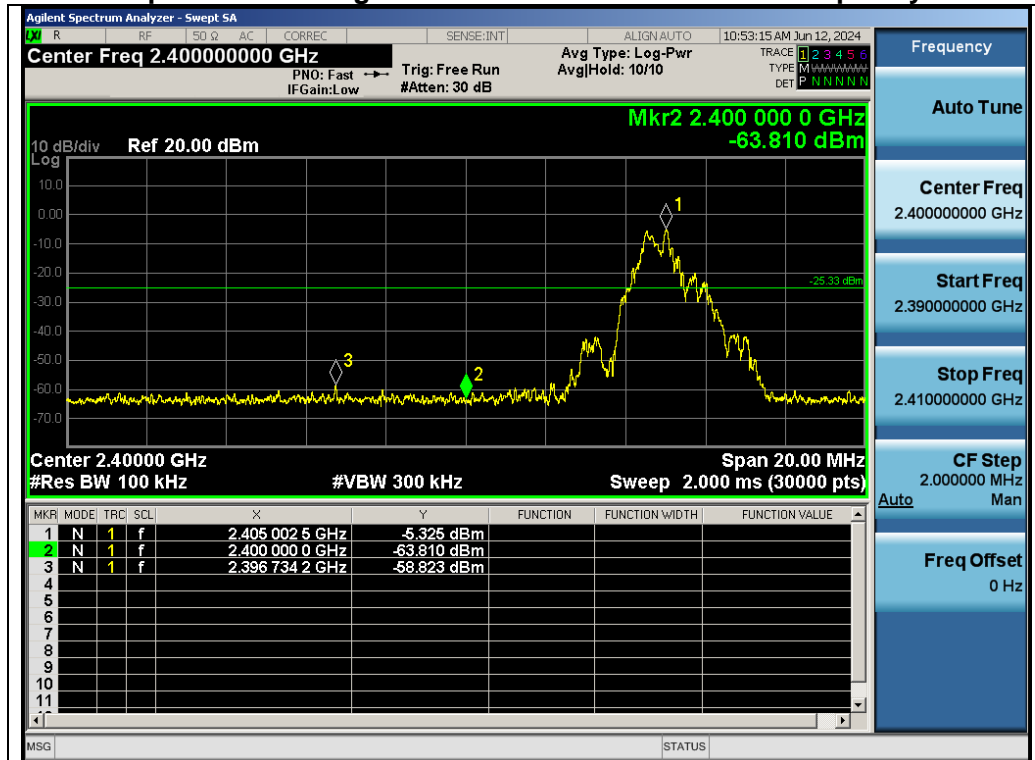 Agilent Spectrum Analyzer - Swept SA
LXI R RF 50 Ω AC CORREC SENSE:INT ALIGN AUTO 10:53:15 AM Jun 12, 2024
Center Freq 2.400000000 GHz
PNO: Fast
IFGain:Low
Trig: Free Run
#Atten: 30 dB
Avg Type: Log-Pwr
Avg|Hold: 10/10
TRACE 1 2 3 4 5 6
TYPE M WWWWW
DET P N N N N N
Mkr2 2.400 000 0 GHz
-63.810 dBm
10 dB/div Ref 20.00 dBm
Log
10.0
0.00
-10.0
-20.0
-30.0
-40.0
-50.0
-60.0
-70.0
1
-25.33 dBm
3
2
Center 2.40000 GHz Span 20.00 MHz
#Res BW 100 kHz #VBW 300 kHz Sweep 2.000 ms (30000 pts)
MKR MODE TRC SCL X Y FUNCTION FUNCTION WIDTH FUNCTION VALUE
1 N 1 f 2.405 002 5 GHz -5.325 dBm
2 N 1 f 2.400 000 0 GHz -63.810 dBm
3 N 1 f 2.396 734 2 GHz -58.823 dBm
4
5
6
7
8
9
10
11
MSG STATUS
Frequency
Auto Tune
Center Freq
2.400000000 GHz
Start Freq
2.390000000 GHz
Stop Freq
2.410000000 GHz
CF Step
2.000000 MHz
Auto Man
Freq Offset
0 Hz